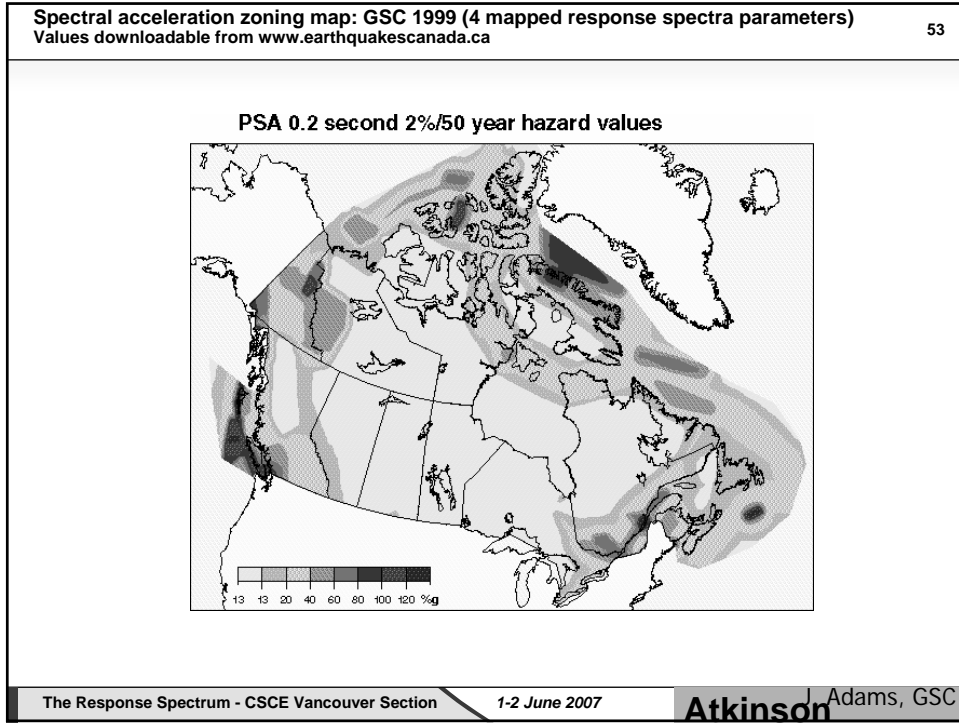 Spectral acceleration zoning map: GSC 1999 (4 mapped response spectra parameters)
Values downloadable from www.earthquakescanada.ca
53
PSA 0.2 second 2%/50 year hazard values
13 13 20 40 60 80 100 120 %g
The Response Spectrum - CSCE Vancouver Section
1-2 June 2007
Atkinson
J. Adams, GSC